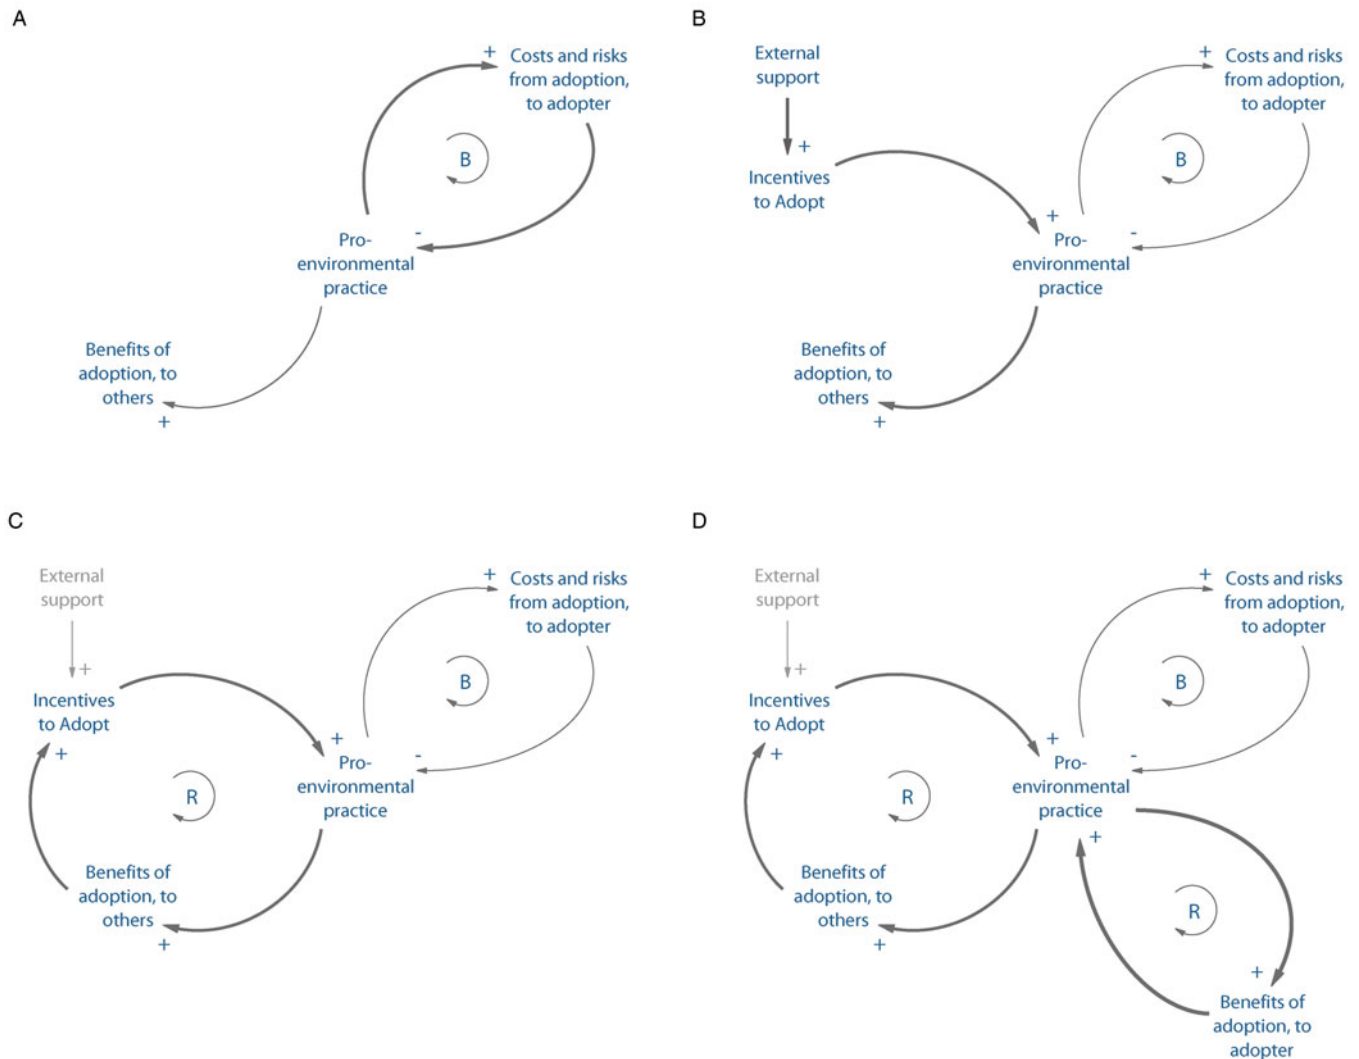 A
+
Costs and risks
from adoption,
to adopter
B
-
Pro-
environmental
practice
Benefits of
adoption, to
others
+
B
External
support
+
Incentives
to Adopt
+
Costs and risks
from adoption,
to adopter
B
+
-
Pro-
environmental
practice
Benefits of
adoption, to
others
+
C
External
support
+
Incentives
to Adopt
+
+
Costs and risks
from adoption,
to adopter
B
+
-
Pro-
environmental
practice
R
Benefits of
adoption, to
others
+
D
External
support
+
Incentives
to Adopt
+
+
Costs and risks
from adoption,
to adopter
B
+
-
Pro-
environmental
practice
+
R
Benefits of
adoption, to
others
+
R
+
Benefits of
adoption, to
adopter